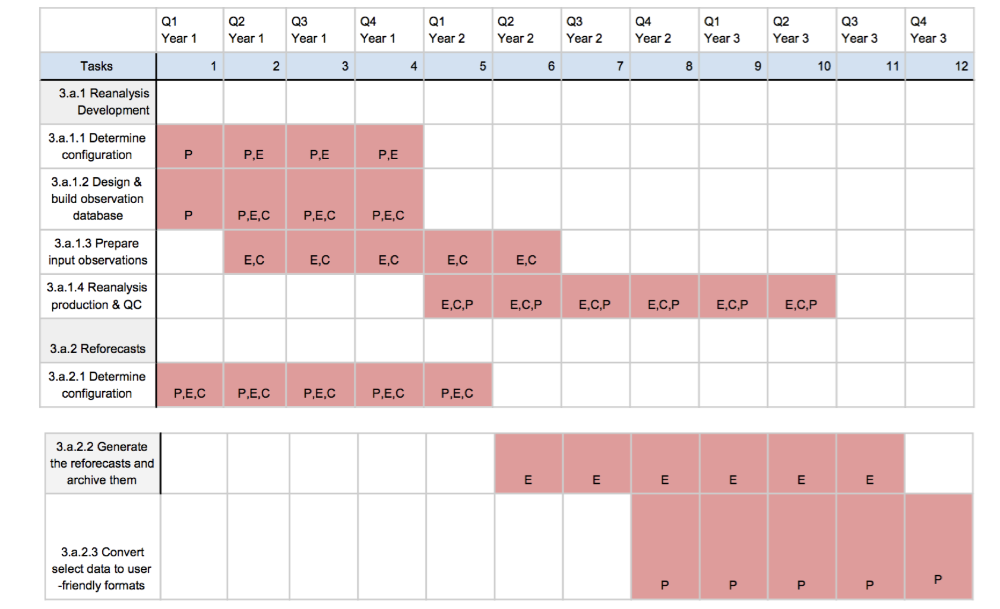 Q1 Q2 Q3 Q4 Q1 Q2 Q3 Q4 Q1 Q2 Q3 Q4
Year 1 Year 1 Year 1 Year 1 Year 2 Year 2 Year 2 Year 2 Year 3 Year 3 Year 3 Year 3
Tasks 1 2 3 4 5 6 7 8 9 10 11 12
3.a.1 Reanalysis
Development
3.a.1.1 Determine
configuration P P,E P,E P,E
3.a.1.2 Design &
build observation
database P P,E,C P,E,C P,E,C
3.a.1.3 Prepare
input observations E,C E,C E,C E,C E,C
3.a.1.4 Reanalysis
production & QC E,C,P E,C,P E,C,P E,C,P E,C,P E,C,P
3.a.2 Reforecasts
3.a.2.1 Determine
configuration P,E,C P,E,C P,E,C P,E,C P,E,C
3.a.2.2 Generate
the reforecasts and
archive them E E E E E E
3.a.2.3 Convert
select data to user
-friendly formats P P P P P